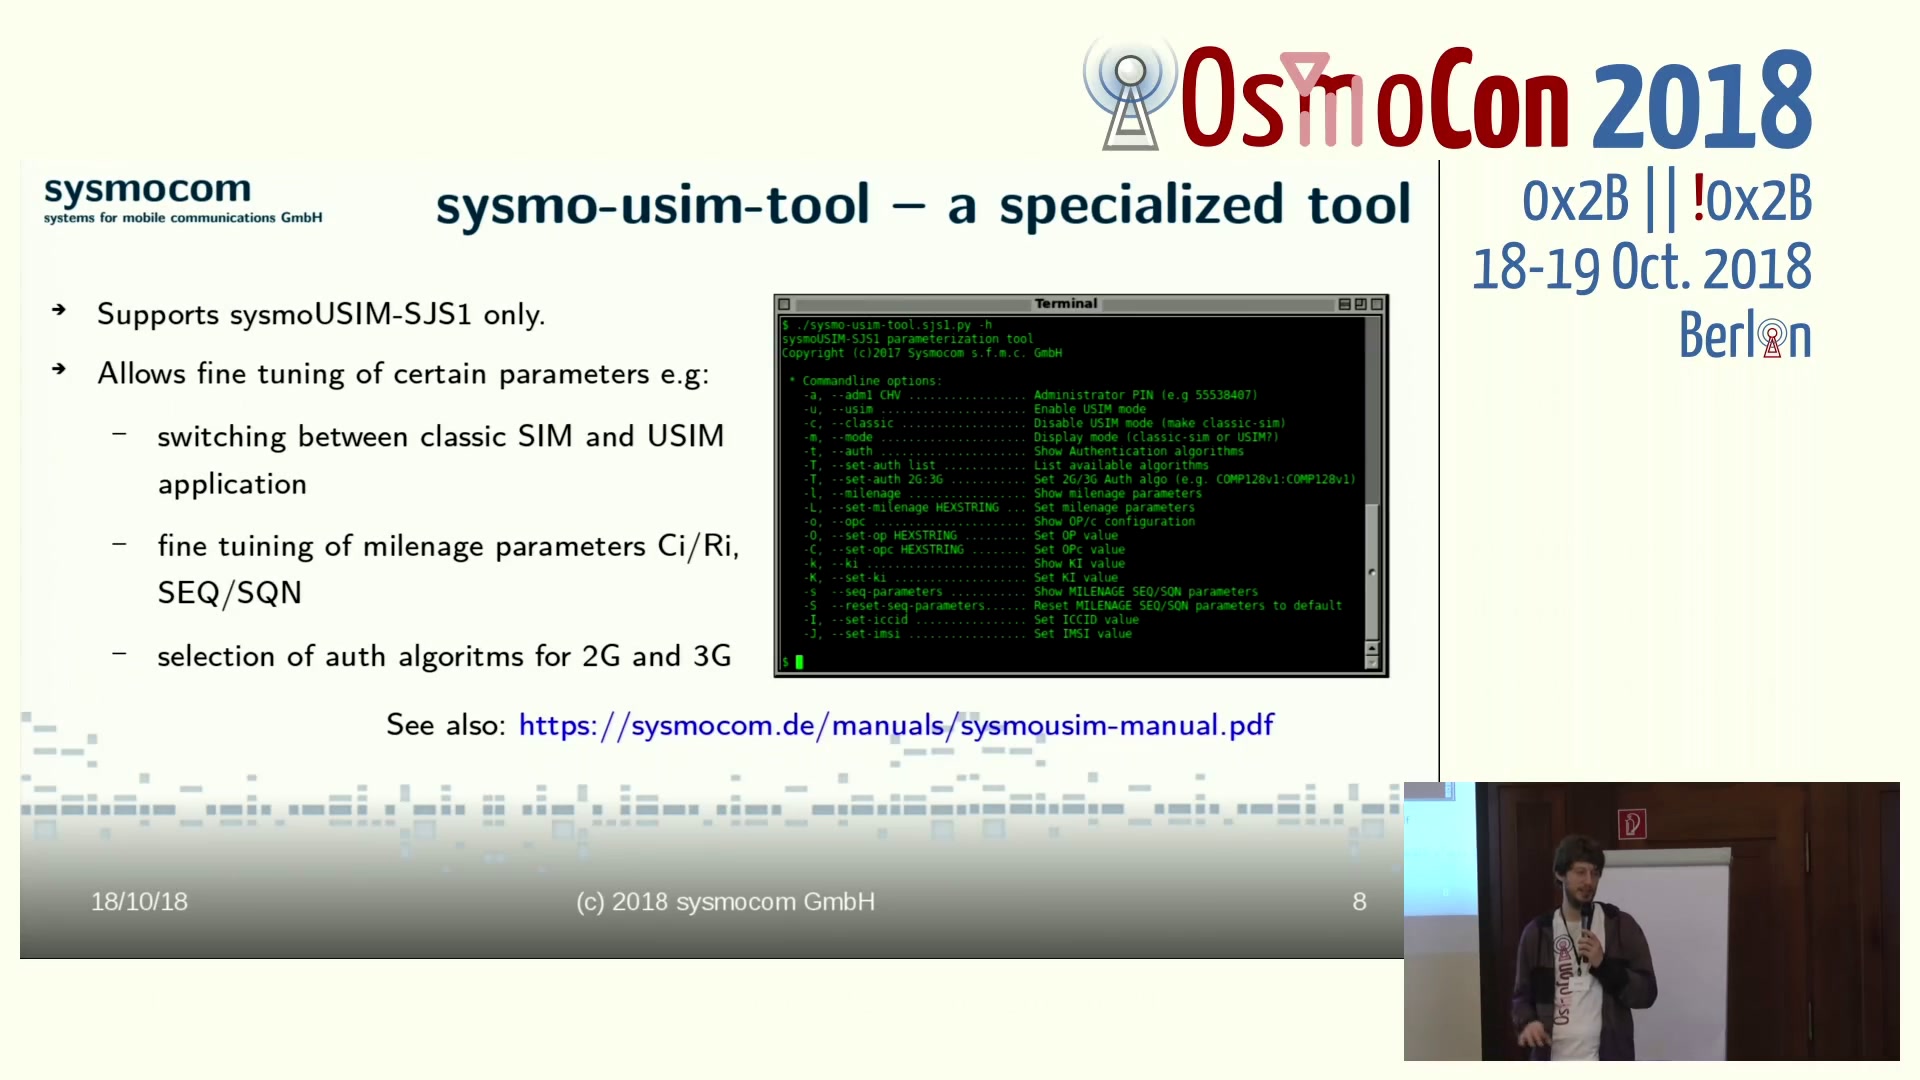 OsmoCon 2018
0x2B || !0x2B
18-19 Oct. 2018
Berlin
sysmocom
systems for mobile communications GmbH
sysmo-usim-tool – a specialized tool
Supports sysmoUSIM-SJS1 only.
Allows fine tuning of certain parameters e.g:
– switching between classic SIM and USIM
application
– fine tuining of milenage parameters Ci/Ri,
SEQ/SQN
– selection of auth algoritms for 2G and 3G
Terminal
$ ./sysmo-usim-tool.sjs1.py -h
sysmoUSIM-SJS1 parameterization tool
Copyright (c)2017 Sysmocom s.f.m.c. GmbH
* Commandline options:
-a, --adm1 CHV ................. Administrator PIN (e.g 55538407)
-u, --usim ..................... Enable USIM mode
-c, --classic .................. Disable USIM mode (make classic-sim)
-m, --mode ..................... Display mode (classic-sim or USIM?)
-t, --auth ..................... Show Authentication algorithms
-T, --set-auth list ............ List available algorithms
-T, --set-auth 2G:3G ........... Set 2G/3G Auth algo (e.g. COMP128v1:COMP128v1)
-l, --milenage ................. Show milenage parameters
-L, --set-milenage HEXSTRING ... Set milenage parameters
-o, --opc ...................... Show OP/c configuration
-O, --set-op HEXSTRING ......... Set OP value
-C, --set-opc HEXSTRING ........ Set OPc value
-k, --ki ....................... Show KI value
-K, --set-ki ................... Set KI value
-s --seq-parameters ........... Show MILENAGE SEQ/SQN parameters
-S --reset-seq-parameters...... Reset MILENAGE SEQ/SQN parameters to default
-I, --set-iccid ................ Set ICCID value
-J, --set-imsi ................. Set IMSI value
$
See also: https://sysmocom.de/manuals/sysmousim-manual.pdf
18/10/18
(c) 2018 sysmocom GmbH
8
OsmoCon